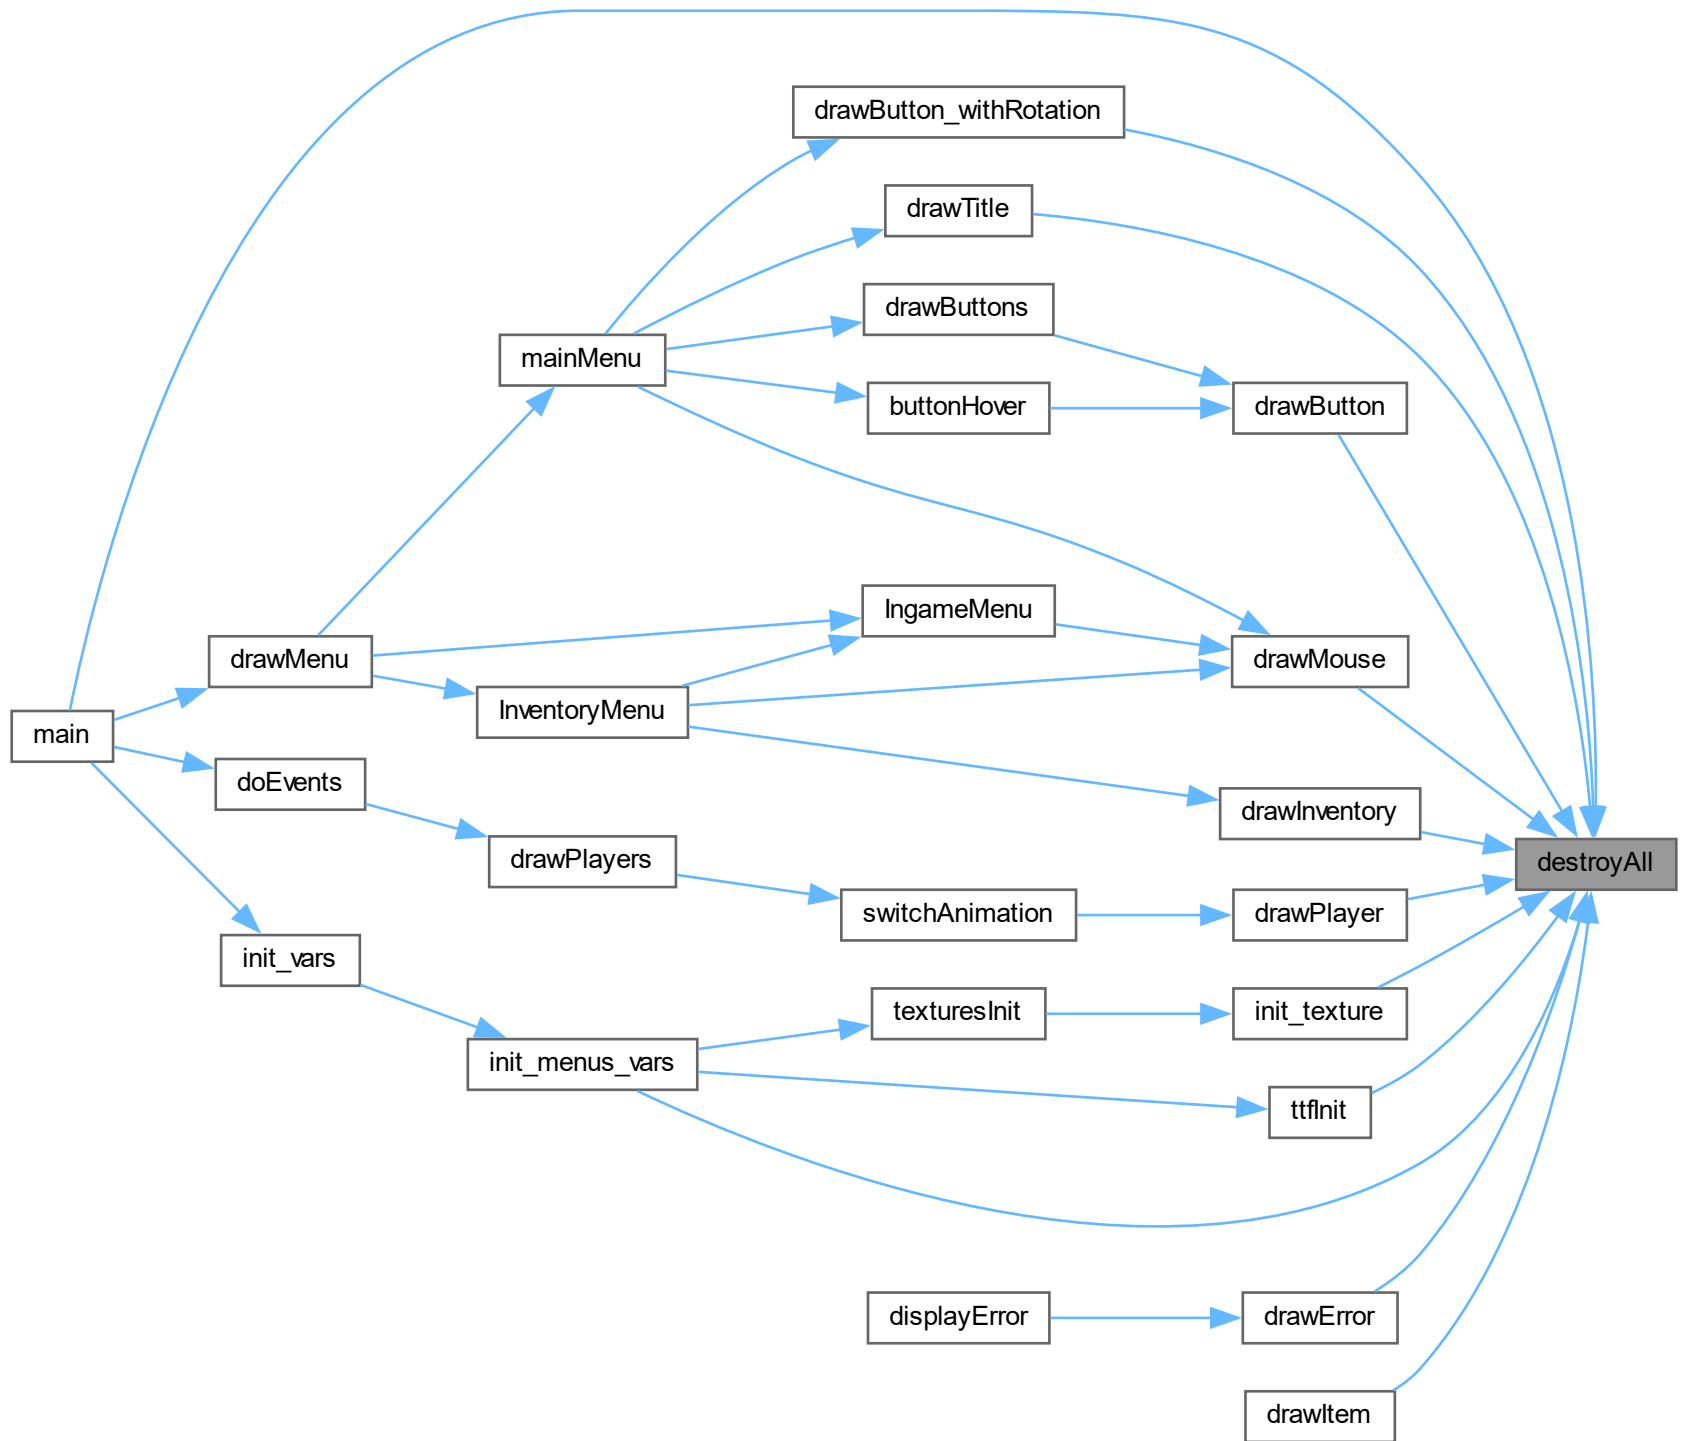 drawButton_withRotation
drawTitle
drawButtons
mainMenu
buttonHover
drawButton
IngameMenu
drawMenu
drawMouse
InventoryMenu
main
doEvents
drawInventory
drawPlayers
destroyAll
switchAnimation
drawPlayer
init_vars
texturesInit
init_texture
init_menus_vars
ttfInit
displayError
drawError
drawItem